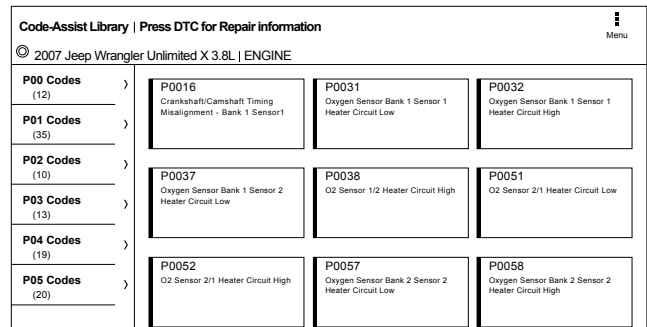 Code-Assist Library | Press DTC for Repair information
Menu
2007 Jeep Wrangler Unlimited X 3.8L | ENGINE
P00 Codes
(12)
P01 Codes
(35)
P02 Codes
(10)
P03 Codes
(13)
P04 Codes
(19)
P05 Codes
(20)
P0016
Crankshaft/Camshaft Timing
Misalignment - Bank 1 Sensor1
P0031
Oxygen Sensor Bank 1 Sensor 1
Heater Circuit Low
P0032
Oxygen Sensor Bank 1 Sensor 1
Heater Circuit High
P0037
Oxygen Sensor Bank 1 Sensor 2
Heater Circuit Low
P0038
O2 Sensor 1/2 Heater Circuit High
P0051
O2 Sensor 2/1 Heater Circuit Low
P0052
O2 Sensor 2/1 Heater Circuit High
P0057
Oxygen Sensor Bank 2 Sensor 2
Heater Circuit Low
P0058
Oxygen Sensor Bank 2 Sensor 2
Heater Circuit High